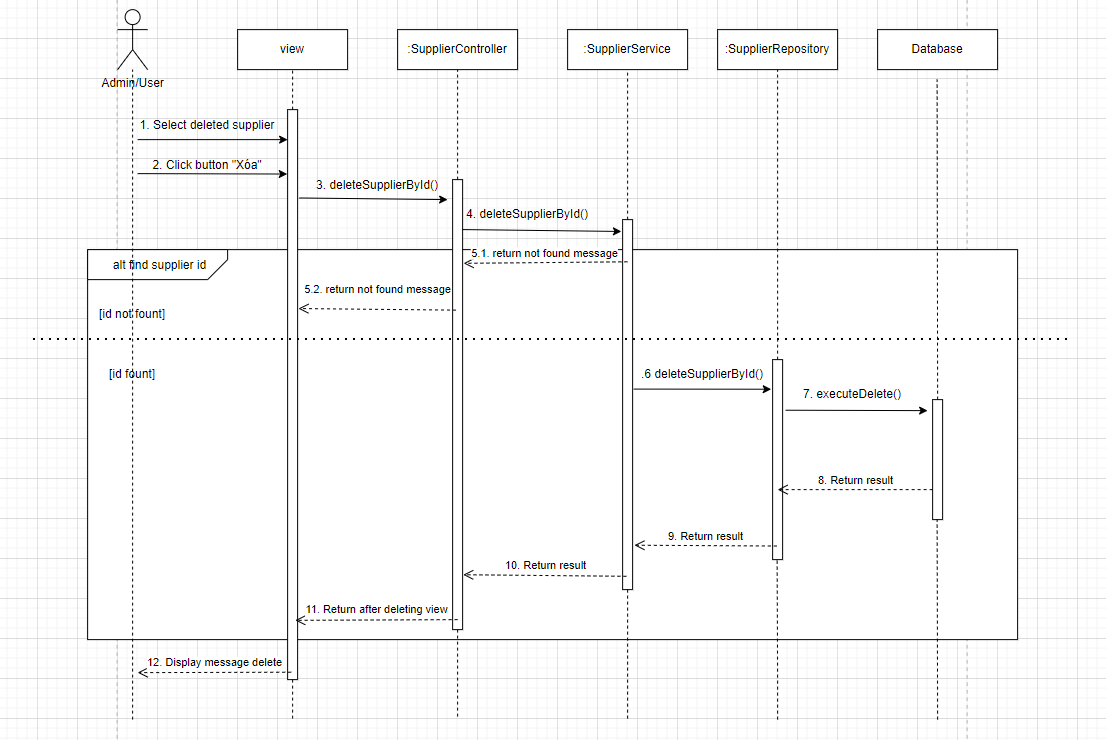 view
:SupplierController
:SupplierService
:SupplierRepository
Database
Admin/User
1. Select deleted supplier
2. Click button "Xóa"
3. deleteSupplierById()
4. deleteSupplierById()
5.1. return not found message
alt find supplier id
5.2. return not found message
[id not fount]
[id fount]
.6 deleteSupplierById()
7. executeDelete()
8. Return result
9. Return result
10. Return result
11. Return after deleting view
12. Display message delete